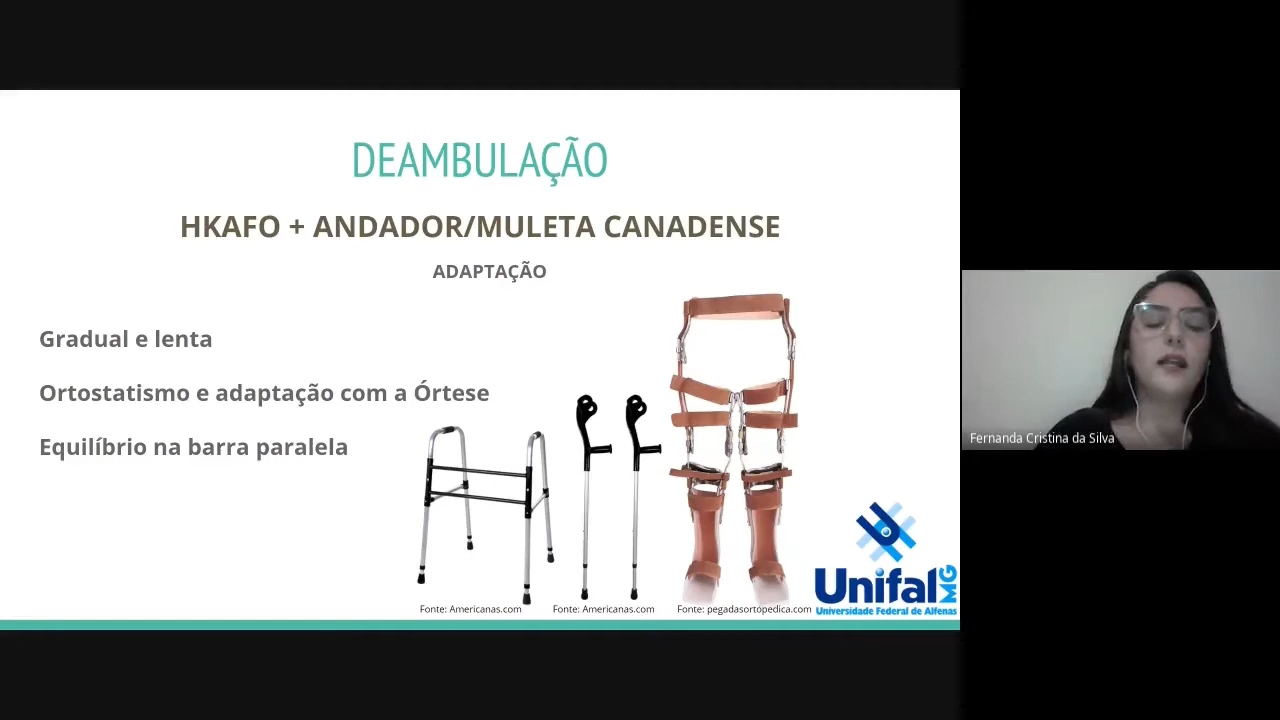 DEAMBULAÇÃO
HKAFO + ANDADOR/MULETA CANADENSE
ADAPTAÇÃO
Gradual e lenta
Ortostatismo e adaptação com a Órtese
Equilíbrio na barra paralela
Fernanda Cristina da Silva
Unifal MG
Universidade Federal de Alfenas
Fonte: Americanas.com
Fonte: Americanas.com
Fonte: pegadasortopedica.com